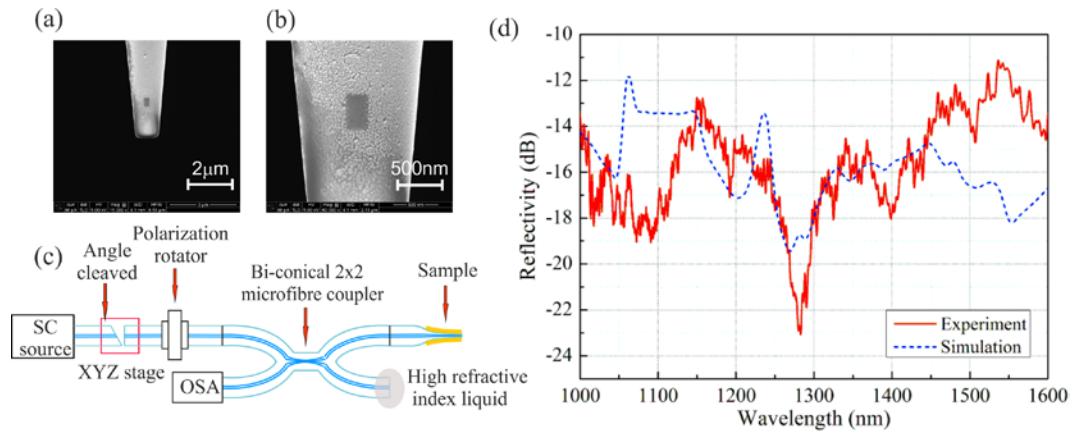 (a)
2μm
(b)
500nm
(c)
Angle
cleaved
Polarization
rotator
Bi-conical 2x2
microfibre coupler
Sample
SC
source
XYZ stage
OSA
High refractive
index liquid
(d)
Reflectivity (dB)
-10
-12
-14
-16
-18
-20
-22
-24
-26
Experiment
Simulation
1000 1100 1200 1300 1400 1500 1600
Wavelength (nm)